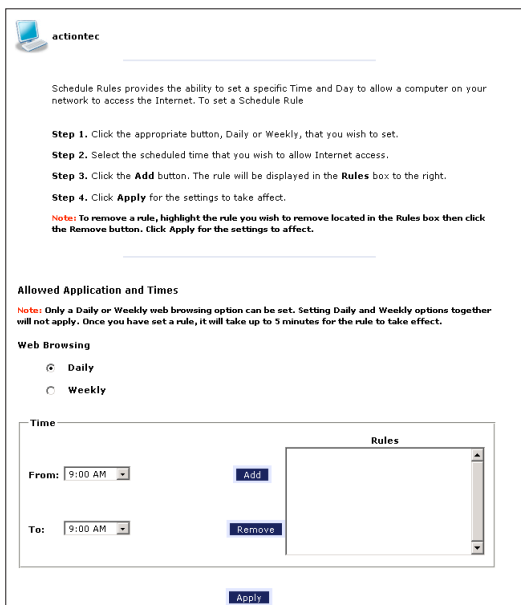 actiontec
Schedule Rules provides the ability to set a specific Time and Day to allow a computer on your
network to access the Internet. To set a Schedule Rule
Step 1. Click the appropriate button, Daily or Weekly, that you wish to set.
Step 2. Select the scheduled time that you wish to allow Internet access.
Step 3. Click the Add button. The rule will be displayed in the Rules box to the right.
Step 4. Click Apply for the settings to take affect.
Note: To remove a rule, highlight the rule you wish to remove located in the Rules box then click
the Remove button. Click Apply for the settings to affect.
Allowed Application and Times
Note: Only a Daily or Weekly web browsing option can be set. Setting Daily and Weekly options together
will not apply. Once you have set a rule, it will take up to 5 minutes for the rule to take effect.
Web Browsing
Daily
Weekly
Time
Rules
From: 9:00 AM
Add
To: 9:00 AM
Remove
Apply